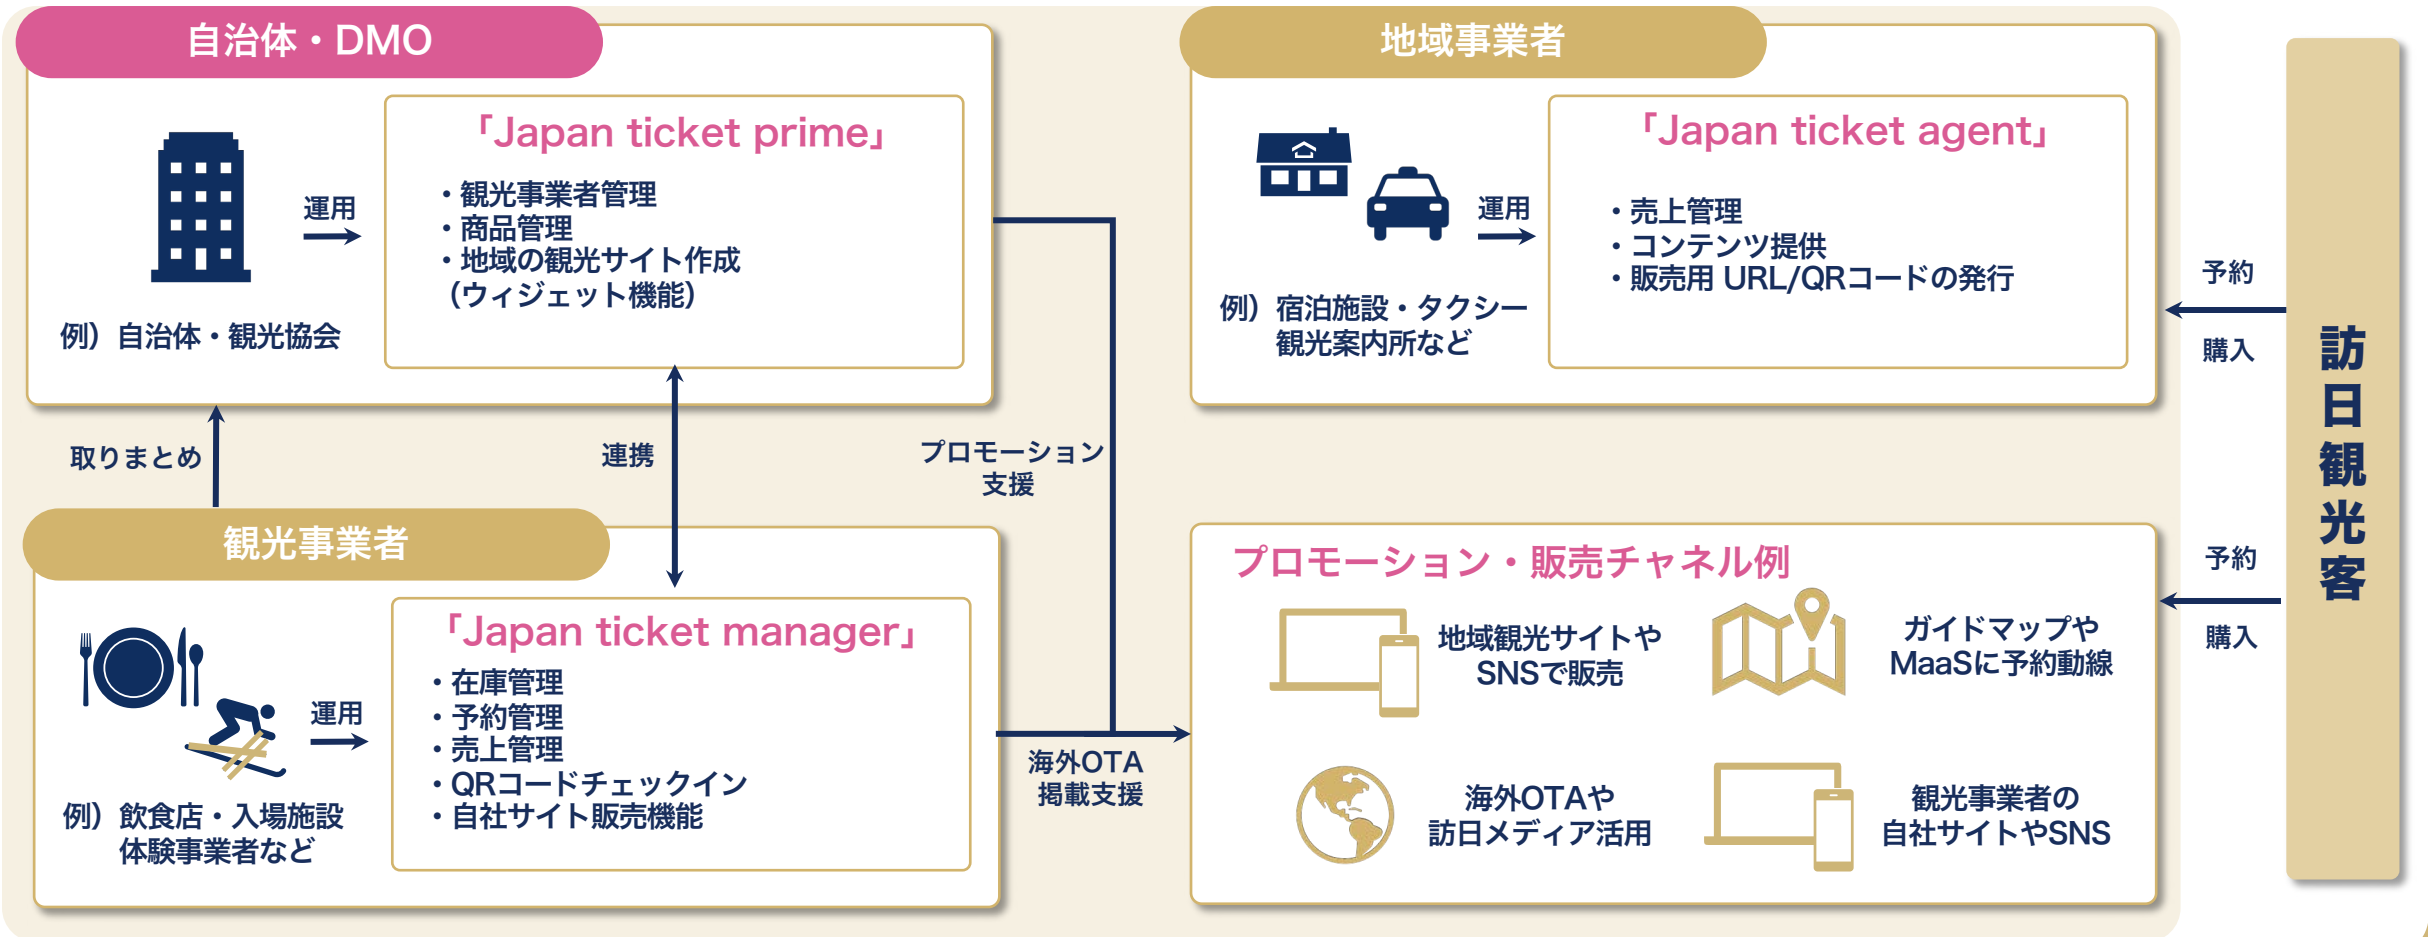 自治体・DMO
「Japan ticket prime」
・観光事業者管理
・商品管理
・地域の観光サイト作成
（ウィジェット機能）
運用
例）自治体・観光協会
地域事業者
「Japan ticket agent」
・売上管理
・コンテンツ提供
・販売用 URL/QRコードの発行
運用
例）宿泊施設・タクシー
観光案内所など
取りまとめ
連携
プロモーション
支援
観光事業者
「Japan ticket manager」
・在庫管理
・予約管理
・売上管理
・QRコードチェックイン
・自社サイト販売機能
運用
例）飲食店・入場施設
体験事業者など
海外OTA
掲載支援
プロモーション・販売チャネル例
地域観光サイトや
SNSで販売
ガイドマップや
MaaSに予約動線
海外OTAや
訪日メディア活用
観光事業者の
自社サイトやSNS
予約
購入
予約
購入
訪日観光客